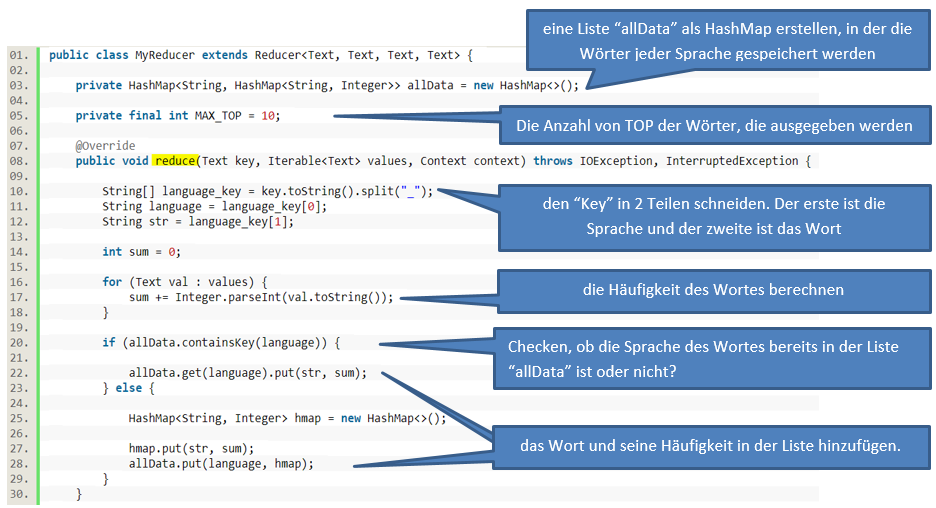 eine Liste “allData” als HashMap erstellen, in der die
Wörter jeder Sprache gespeichert werden
01. public class MyReducer extends Reducer<Text, Text, Text, Text> {
02.
03. private HashMap<String, HashMap<String, Integer>> allData = new HashMap<>();
04.
05. private final int MAX_TOP = 10;
Die Anzahl von TOP der Wörter, die ausgegeben werden
06.
07. @Override
08. public void reduce(Text key, Iterable<Text> values, Context context) throws IOException, InterruptedException {
09.
10. String[] language_key = key.toString().split("_");
11. String language = language_key[0];
12. String str = language_key[1];
den “Key” in 2 Teilen schneiden. Der erste ist die
Sprache und der zweite ist das Wort
13.
14. int sum = 0;
15.
16. for (Text val : values) {
17. sum += Integer.parseInt(val.toString());
die Häufigkeit des Wortes berechnen
18. }
19.
20. if (allData.containsKey(language)) {
Checken, ob die Sprache des Wortes bereits in der Liste
“allData” ist oder nicht?
21.
22. allData.get(language).put(str, sum);
23. } else {
24.
25. HashMap<String, Integer> hmap = new HashMap<>();
26.
27. hmap.put(str, sum);
das Wort und seine Häufigkeit in der Liste hinzufügen.
28. allData.put(language, hmap);
29. }
30. }